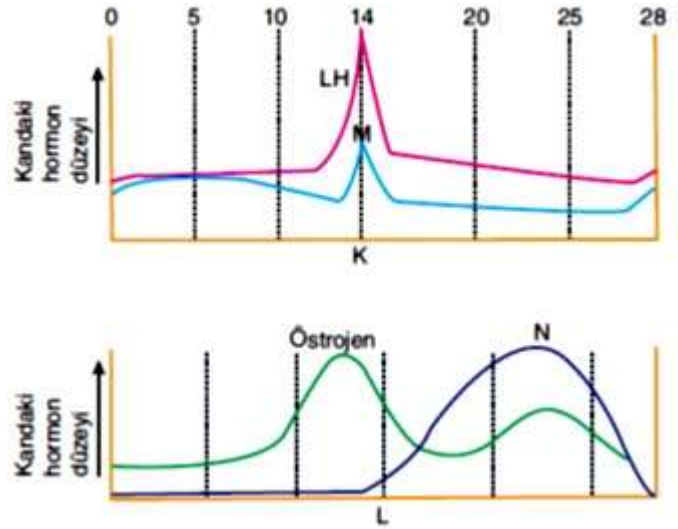 0 5 10 14 20 25 28
LH
M
Kandaki
hormon
düzeyi
K
Östrojen
N
Kandaki
hormon
düzeyi
L